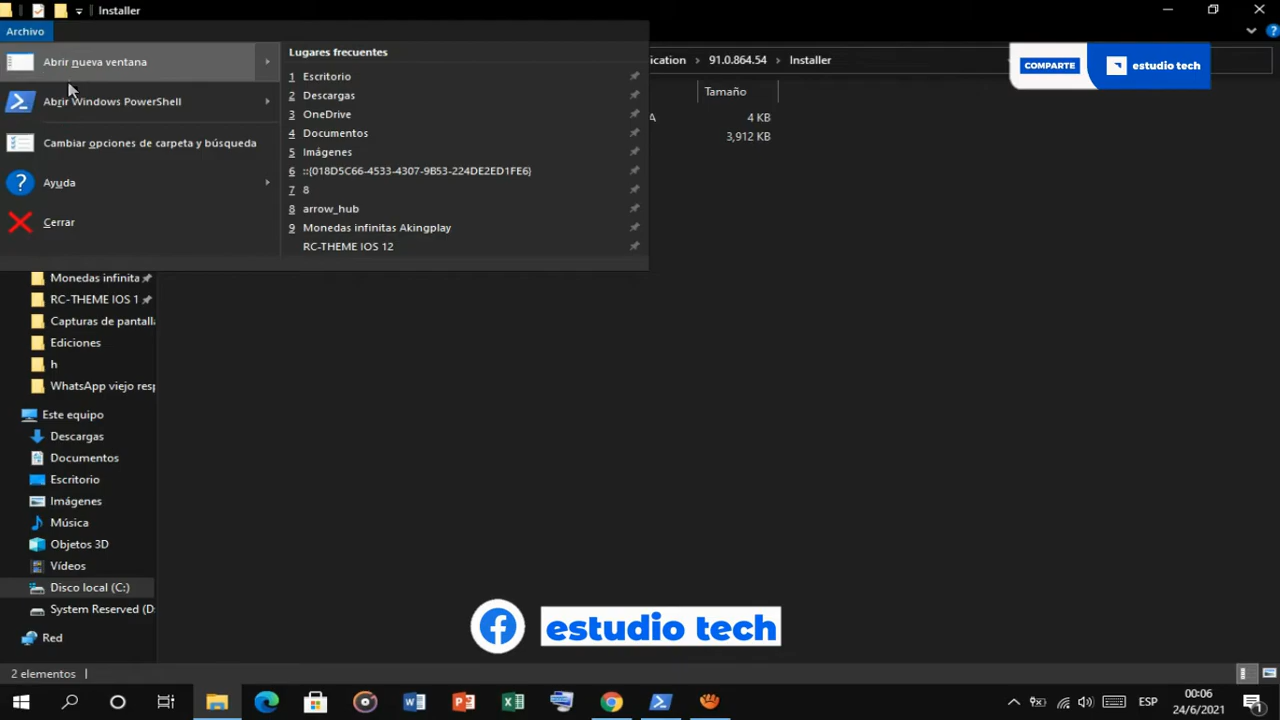 Installer
Archivo
Abrir nueva ventana
Abrir Windows PowerShell
Cambiar opciones de carpeta y búsqueda
Ayuda
Cerrar
Lugares frecuentes
1 Escritorio
2 Descargas
3 OneDrive
4 Documentos
5 Imágenes
6 ::{018D5C66-4533-4307-9B53-224DE2ED1FE6}
7 8
8 arrow_hub
9 Monedas infinitas Akingplay
RC-THEME IOS 12
ication > 91.0.864.54 > Installer
COMPARTE
estudio tech
Tamaño
A 4 KB
3,912 KB
Monedas infinita
RC-THEME IOS 1
Capturas de pantalla
Ediciones
h
WhatsApp viejo resp
Este equipo
Descargas
Documentos
Escritorio
Imágenes
Música
Objetos 3D
Vídeos
Disco local (C:)
System Reserved (D:
Red
estudio tech
2 elementos
ESP
00:06
24/6/2021
1